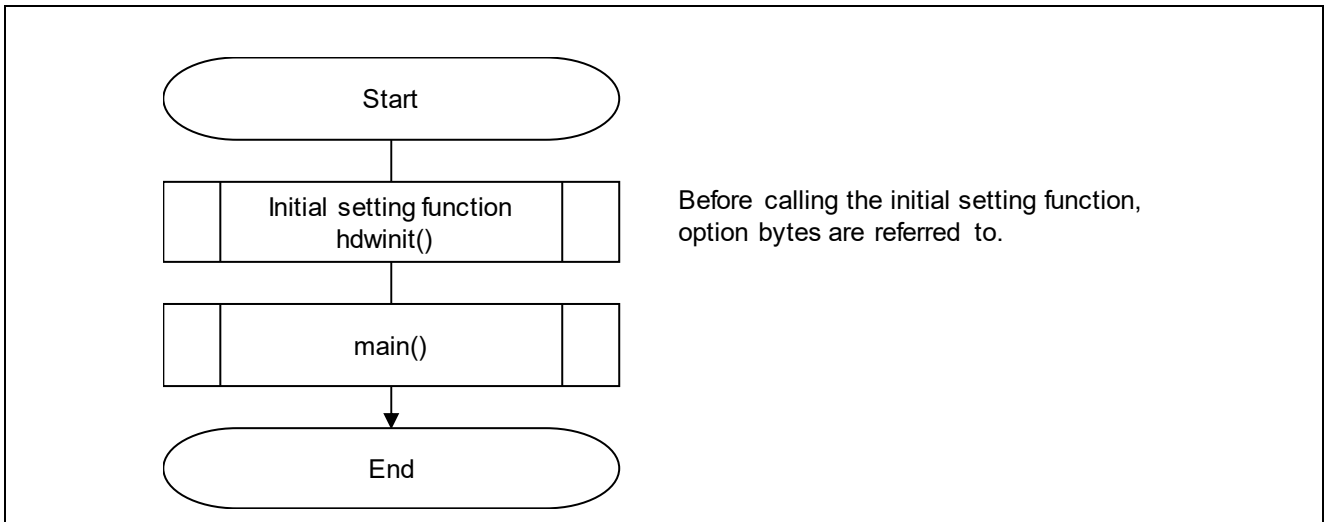 Start
Initial setting function
hdwinit()
Before calling the initial setting function,
option bytes are referred to.
main()
End